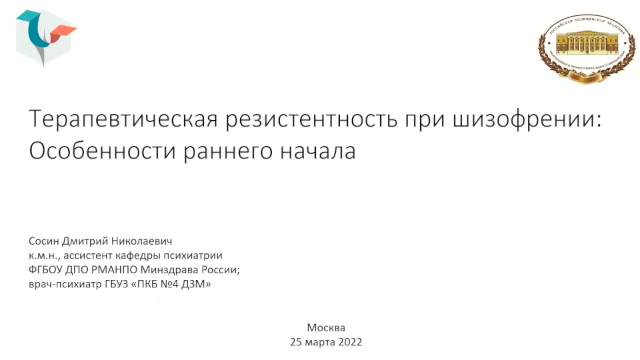 Терапевтическая резистентность при шизофрении:
Особенности раннего начала
Сосин Дмитрий Николаевич
к.м.н., ассистент кафедры психиатрии
ФГБОУ ДПО РМАНПО Минздрава России;
врач-психиатр ГБУЗ «ПКБ №4 ДЗМ»
Москва
25 марта 2022